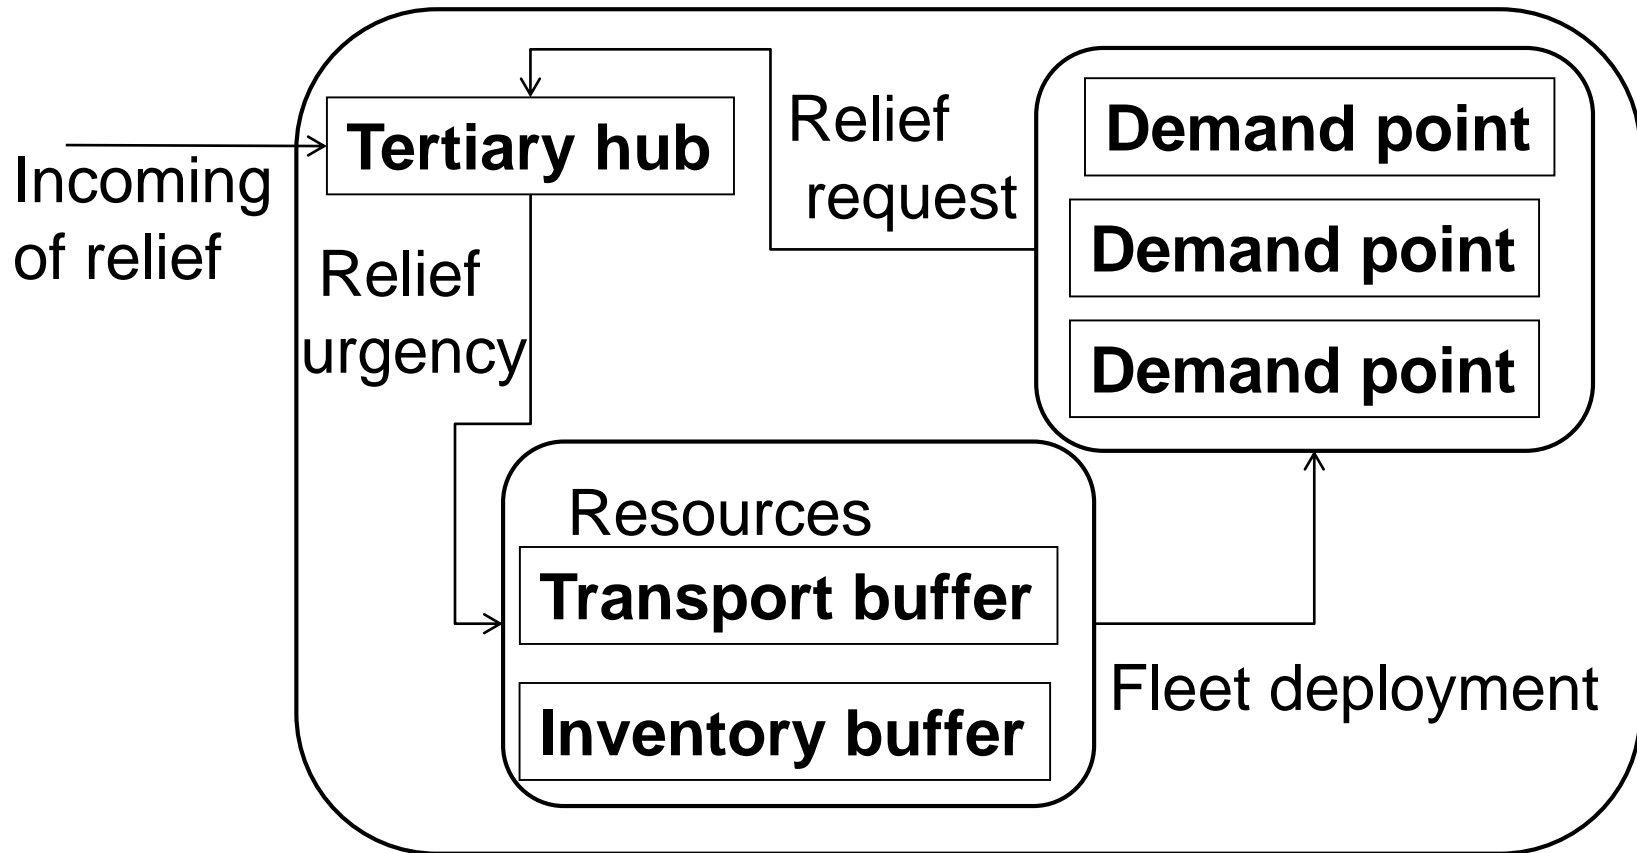 Incoming
of relief
Tertiary hub
Relief
request
Demand point
Demand point
Demand point
Relief
urgency
Resources
Transport buffer
Inventory buffer
Fleet deployment